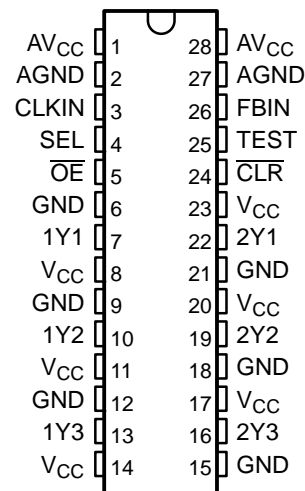 AVCC 1 28 AVCC
AGND 2 27 AGND
CLKIN 3 26 FBIN
SEL 4 25 TEST
O̅E̅ 5 24 C̅L̅R̅
GND 6 23 VCC
1Y1 7 22 2Y1
VCC 8 21 GND
GND 9 20 VCC
1Y2 10 19 2Y2
VCC 11 18 GND
GND 12 17 VCC
1Y3 13 16 2Y3
VCC 14 15 GND